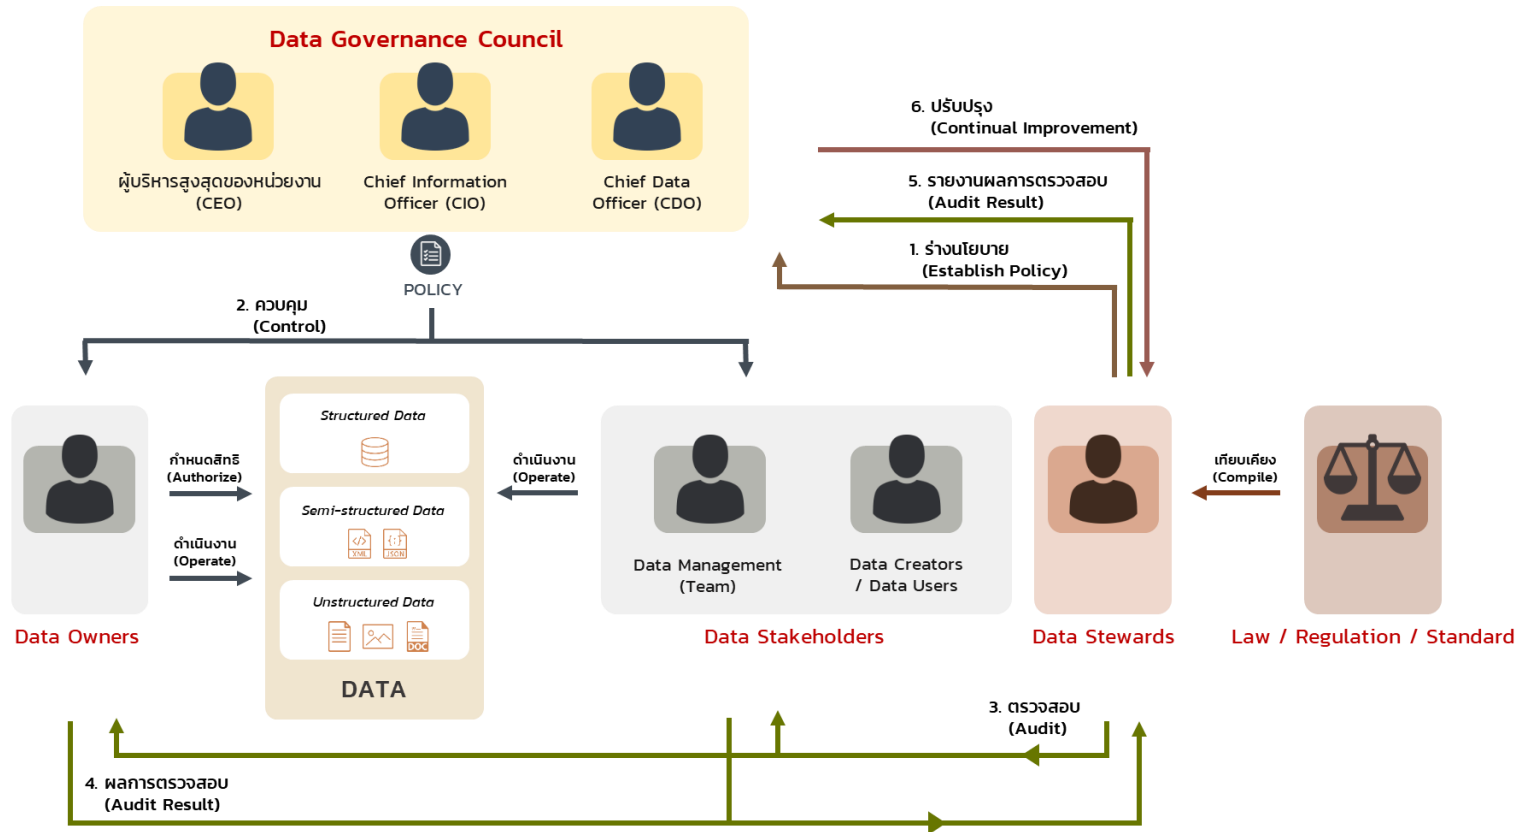 Data Governance Council
ผู้บริหารสูงสุดของหน่วยงาน
(CEO)
Chief Information
Officer (CIO)
Chief Data
Officer (CDO)
6. ปรับปรุง
(Continual Improvement)
5. รายงานผลการตรวจสอบ
(Audit Result)
1. ร่างนโยบาย
(Establish Policy)
POLICY
2. ควบคุม
(Control)
กำหนดสิทธิ
(Authorize)
ดำเนินงาน
(Operate)
Structured Data
Semi-structured Data
XML
JSON
Unstructured Data
DOC
DATA
ดำเนินงาน
(Operate)
Data Management
(Team)
Data Creators
/ Data Users
เทียบเคียง
(Compile)
Data Owners
Data Stakeholders
Data Stewards
Law / Regulation / Standard
3. ตรวจสอบ
(Audit)
4. ผลการตรวจสอบ
(Audit Result)